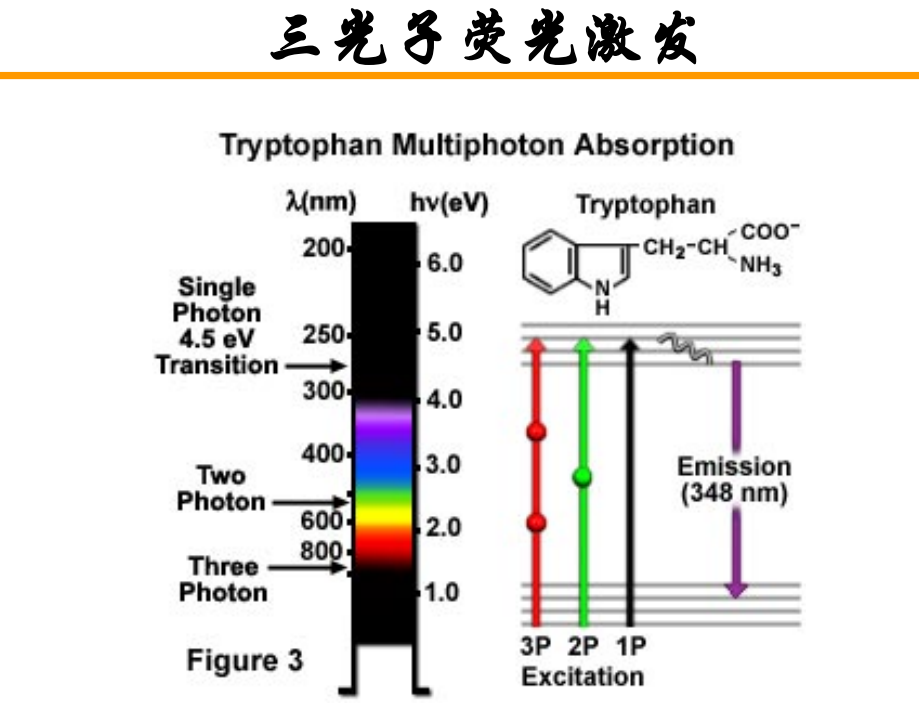 三光子荧光激发
Tryptophan Multiphoton Absorption
λ(nm)
hν(eV)
200
250
300
400
600
800
6.0
5.0
4.0
3.0
2.0
1.0
Single
Photon
4.5 eV
Transition
Two
Photon
Three
Photon
Figure 3
Tryptophan
CH₂-CH
COO⁻
NH₃
N
H
Emission
(348 nm)
3P 2P 1P
Excitation